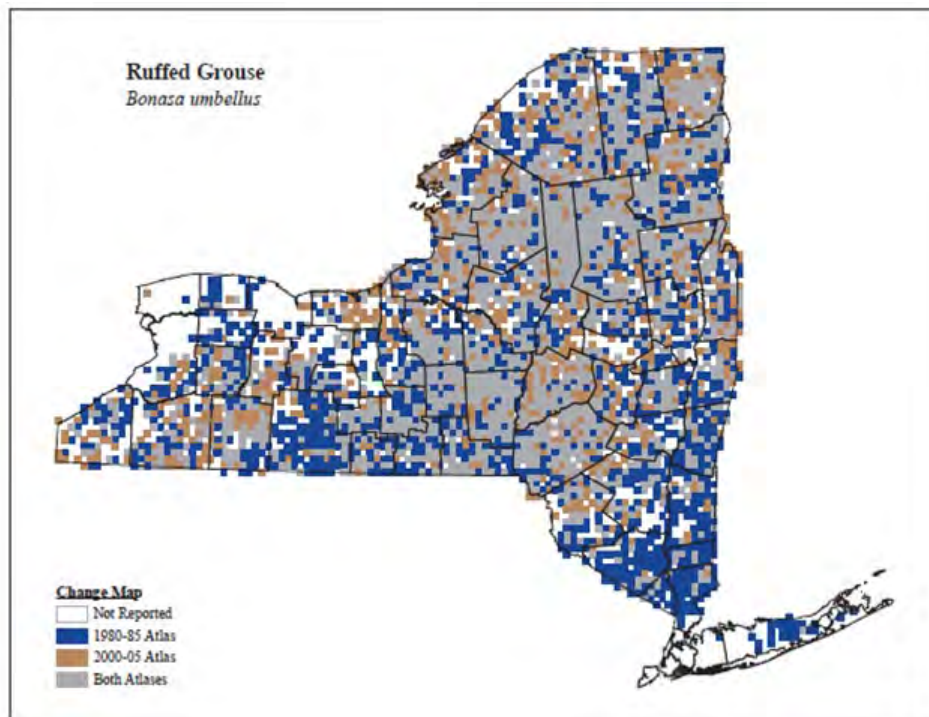 Ruffed Grouse
Bonasa umbellus
Change Map
Not Reported
1980-85 Atlas
2000-05 Atlas
Both Atlases